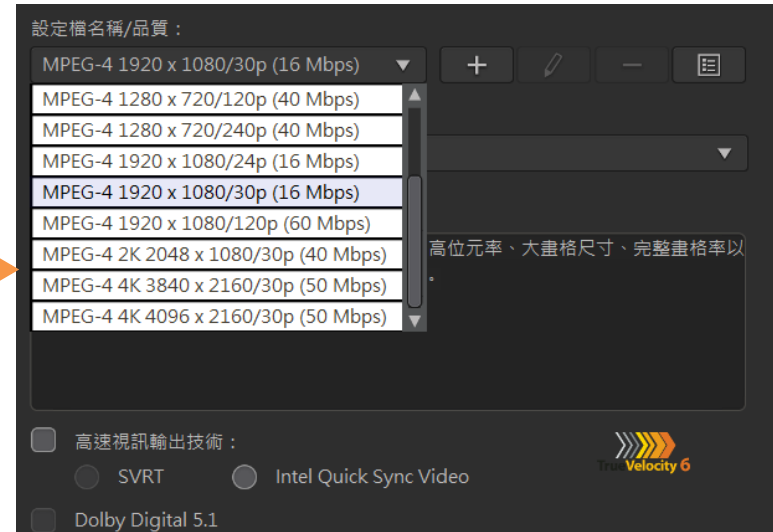 設定檔名稱/品質：
MPEG-4 1920 x 1080/30p (16 Mbps)
MPEG-4 1280 x 720/120p (40 Mbps)
MPEG-4 1280 x 720/240p (40 Mbps)
MPEG-4 1920 x 1080/24p (16 Mbps)
MPEG-4 1920 x 1080/30p (16 Mbps)
MPEG-4 1920 x 1080/120p (60 Mbps)
MPEG-4 2K 2048 x 1080/30p (40 Mbps)
高位元率、大畫格尺寸、完整畫格率以
MPEG-4 4K 3840 x 2160/30p (50 Mbps)
。
MPEG-4 4K 4096 x 2160/30p (50 Mbps)
高速視訊輸出技術：
TrueVelocity 6
SVRT
Intel Quick Sync Video
Dolby Digital 5.1